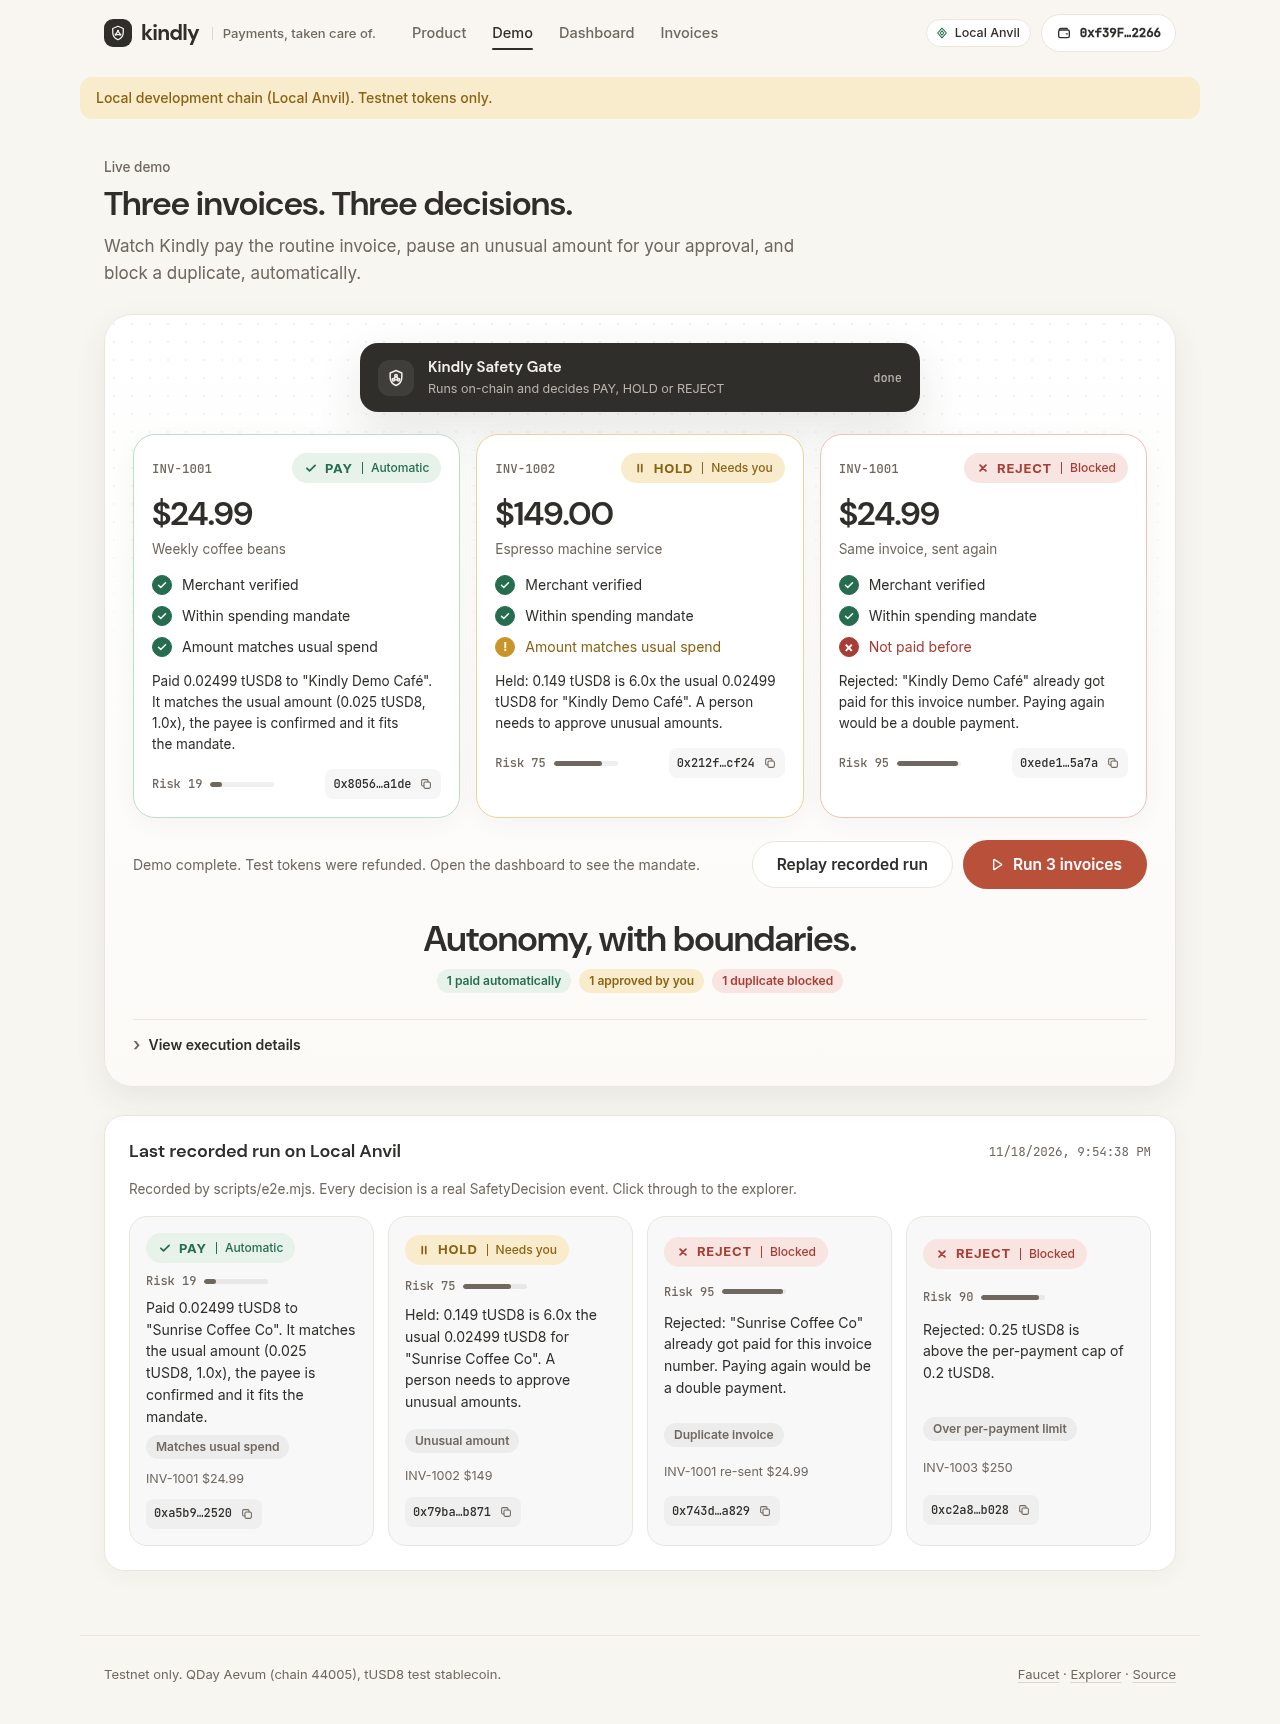 kindly
Payments, taken care of.
Product
Demo
Dashboard
Invoices
Local Anvil
0xf39F…2266
Local development chain (Local Anvil). Testnet tokens only.
Live demo
Three invoices. Three decisions.
Watch Kindly pay the routine invoice, pause an unusual amount for your approval, and
block a duplicate, automatically.
Kindly Safety Gate
Runs on-chain and decides PAY, HOLD or REJECT
done
INV-1001
PAY | Automatic
$24.99
Weekly coffee beans
Merchant verified
Within spending mandate
Amount matches usual spend
Paid 0.02499 tUSD8 to "Kindly Demo Café".
It matches the usual amount (0.025 tUSD8,
1.0x), the payee is confirmed and it fits
the mandate.
Risk 19
0x8056…a1de
INV-1002
HOLD | Needs you
$149.00
Espresso machine service
Merchant verified
Within spending mandate
Amount matches usual spend
Held: 0.149 tUSD8 is 6.0x the usual 0.02499
tUSD8 for "Kindly Demo Café". A person
needs to approve unusual amounts.
Risk 75
0x212f…cf24
INV-1001
REJECT | Blocked
$24.99
Same invoice, sent again
Merchant verified
Within spending mandate
Not paid before
Rejected: "Kindly Demo Café" already got
paid for this invoice number. Paying again
would be a double payment.
Risk 95
0xede1…5a7a
Demo complete. Test tokens were refunded. Open the dashboard to see the mandate.
Replay recorded run
Run 3 invoices
Autonomy, with boundaries.
1 paid automatically
1 approved by you
1 duplicate blocked
View execution details
Last recorded run on Local Anvil
11/18/2026, 9:54:38 PM
Recorded by scripts/e2e.mjs. Every decision is a real SafetyDecision event. Click through to the explorer.
PAY | Automatic
Risk 19
Paid 0.02499 tUSD8 to
"Sunrise Coffee Co". It matches
the usual amount (0.025
tUSD8, 1.0x), the payee is
confirmed and it fits the
mandate.
Matches usual spend
INV-1001 $24.99
0xa5b9…2520
HOLD | Needs you
Risk 75
Held: 0.149 tUSD8 is 6.0x the
usual 0.02499 tUSD8 for
"Sunrise Coffee Co". A
person needs to approve
unusual amounts.
Unusual amount
INV-1002 $149
0x79ba…b871
REJECT | Blocked
Risk 95
Rejected: "Sunrise Coffee Co"
already got paid for this invoice
number. Paying again would be
a double payment.
Duplicate invoice
INV-1001 re-sent $24.99
0x743d…a829
REJECT | Blocked
Risk 90
Rejected: 0.25 tUSD8 is
above the per-payment cap of
0.2 tUSD8.
Over per-payment limit
INV-1003 $250
0xc2a8…b028
Testnet only. QDay Aevum (chain 44005), tUSD8 test stablecoin.
Faucet · Explorer · Source